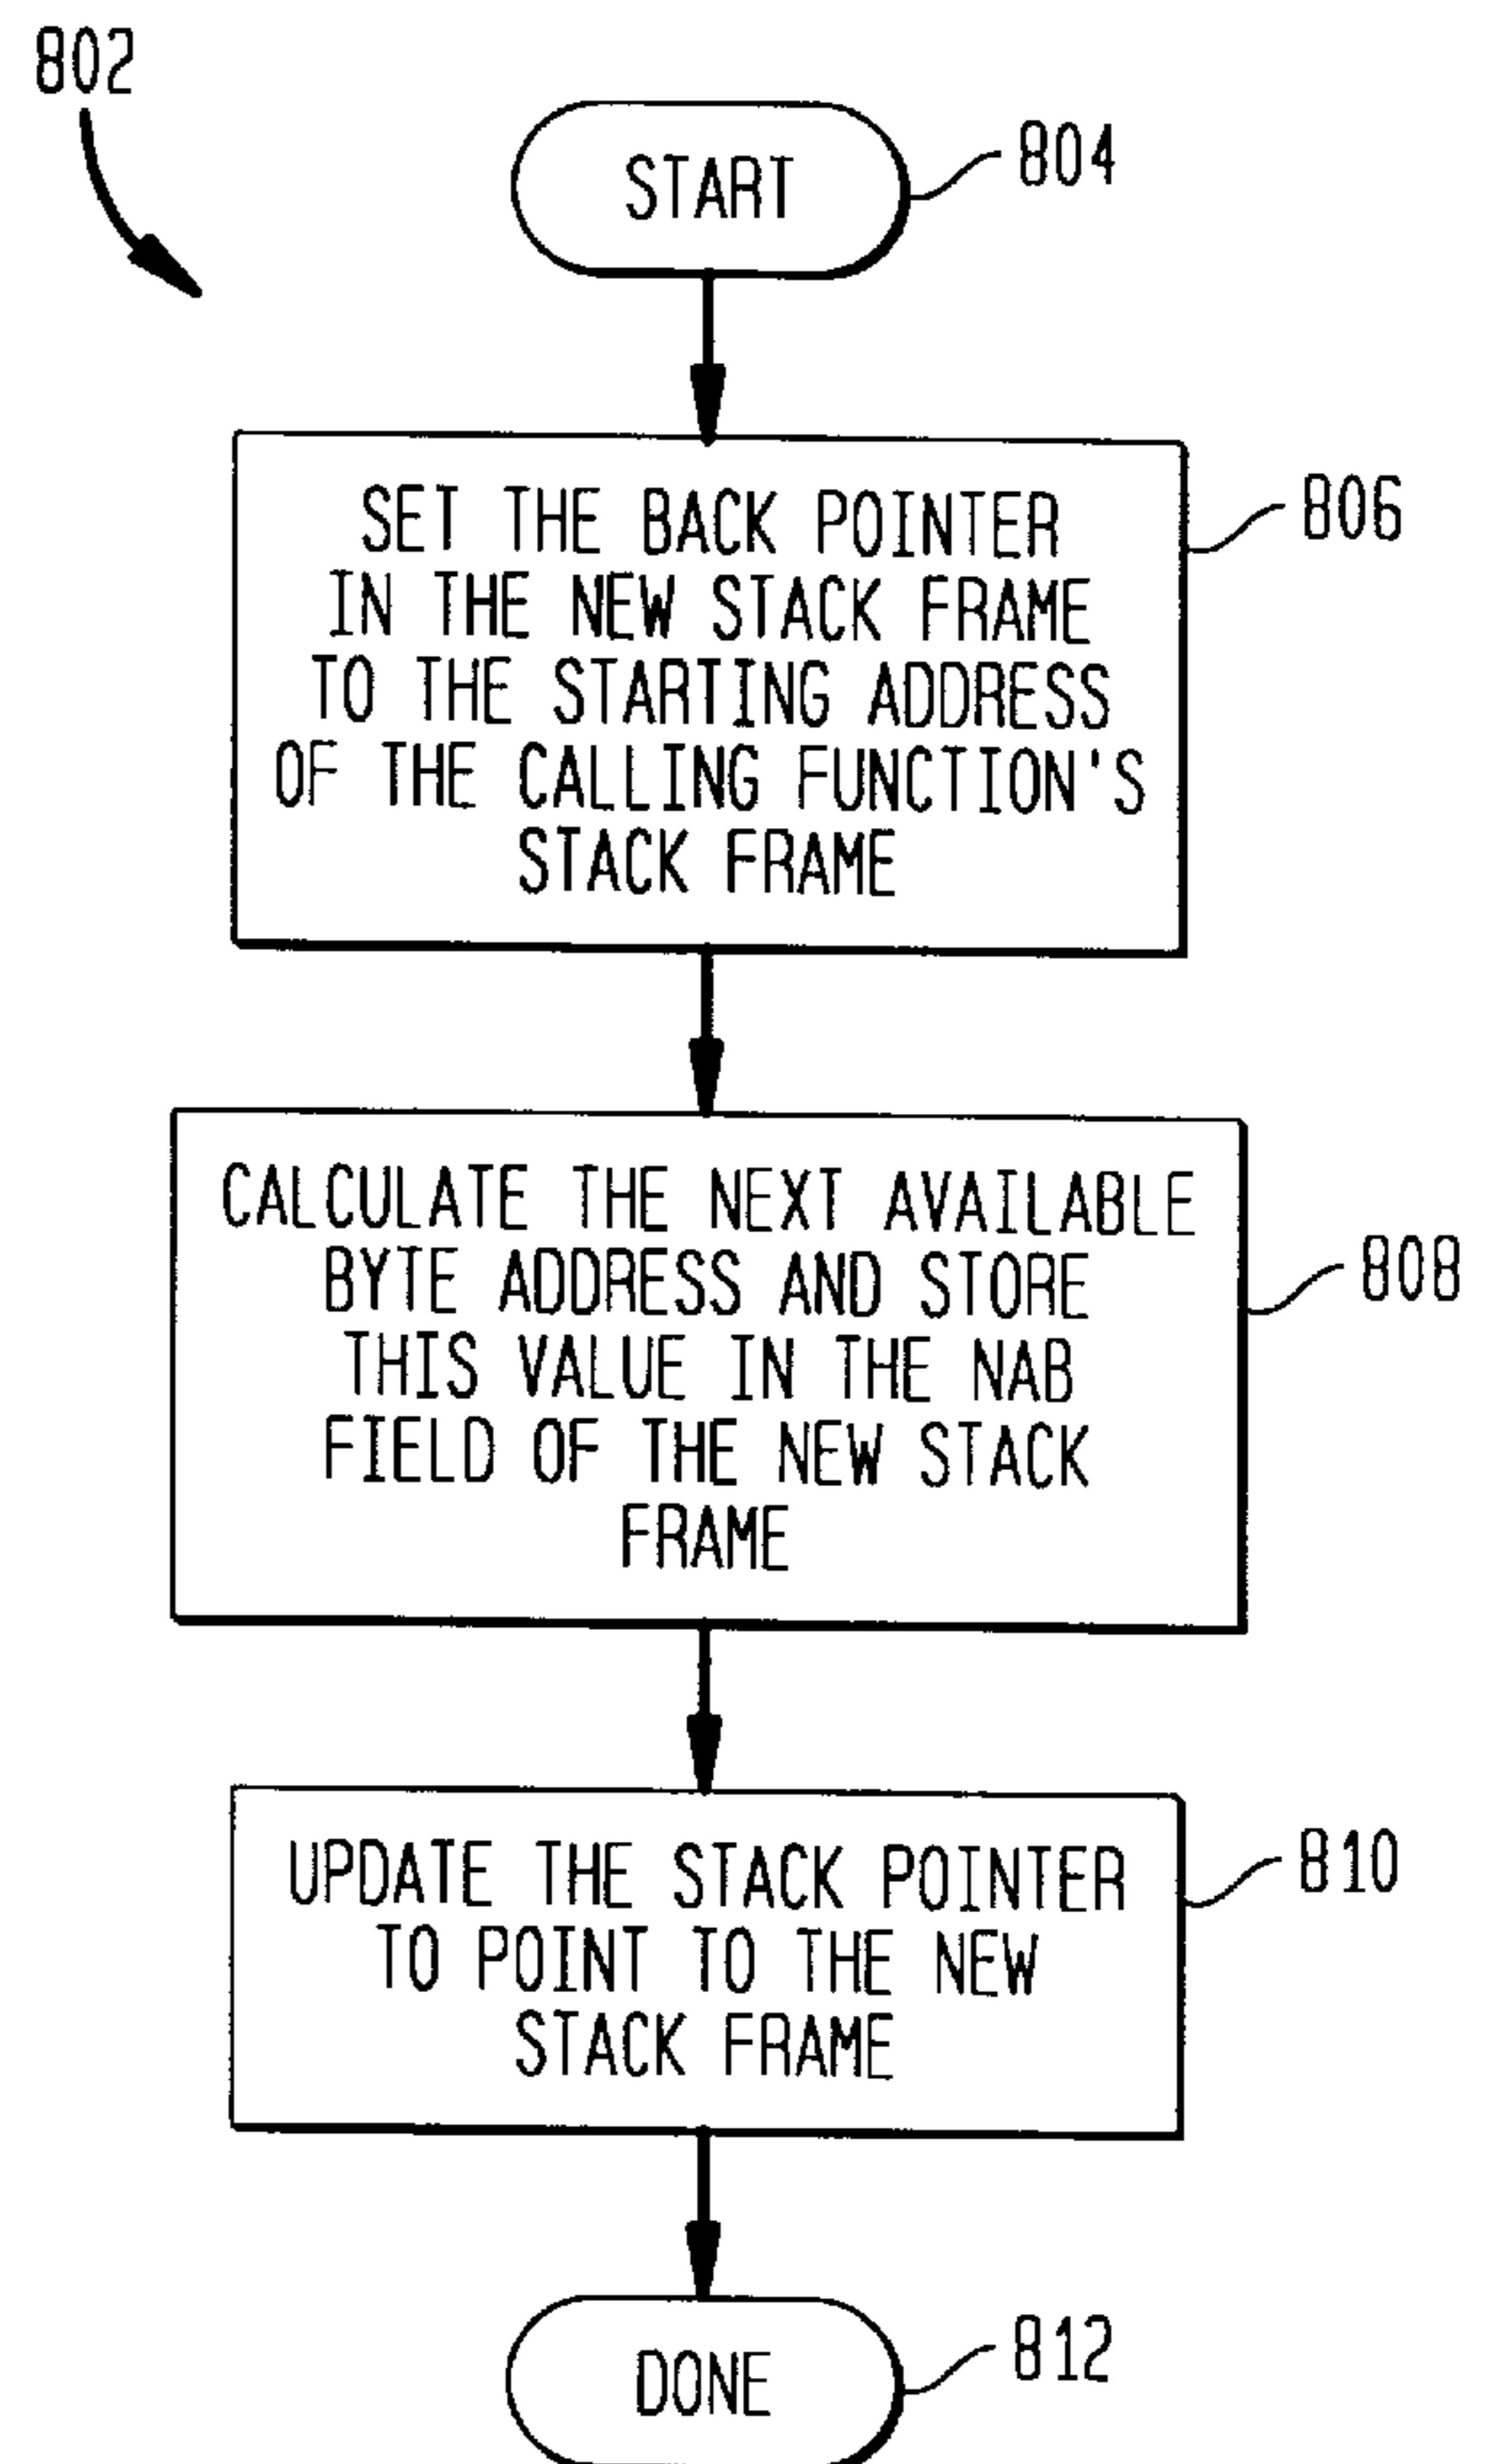 802
START
804
SET THE BACK POINTER
IN THE NEW STACK FRAME
TO THE STARTING ADDRESS
OF THE CALLING FUNCTION'S
STACK FRAME
806
CALCULATE THE NEXT AVAILABLE
BYTE ADDRESS AND STORE
THIS VALUE IN THE NAB
FIELD OF THE NEW STACK
FRAME
808
UPDATE THE STACK POINTER
TO POINT TO THE NEW
STACK FRAME
810
DONE
812